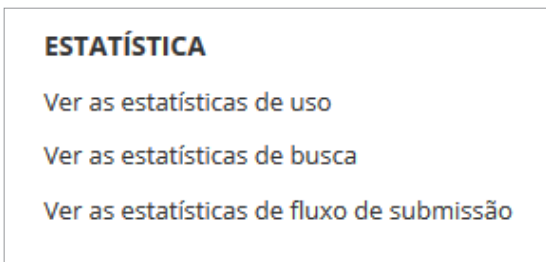 ESTATÍSTICA
Ver as estatísticas de uso
Ver as estatísticas de busca
Ver as estatísticas de fluxo de submissão